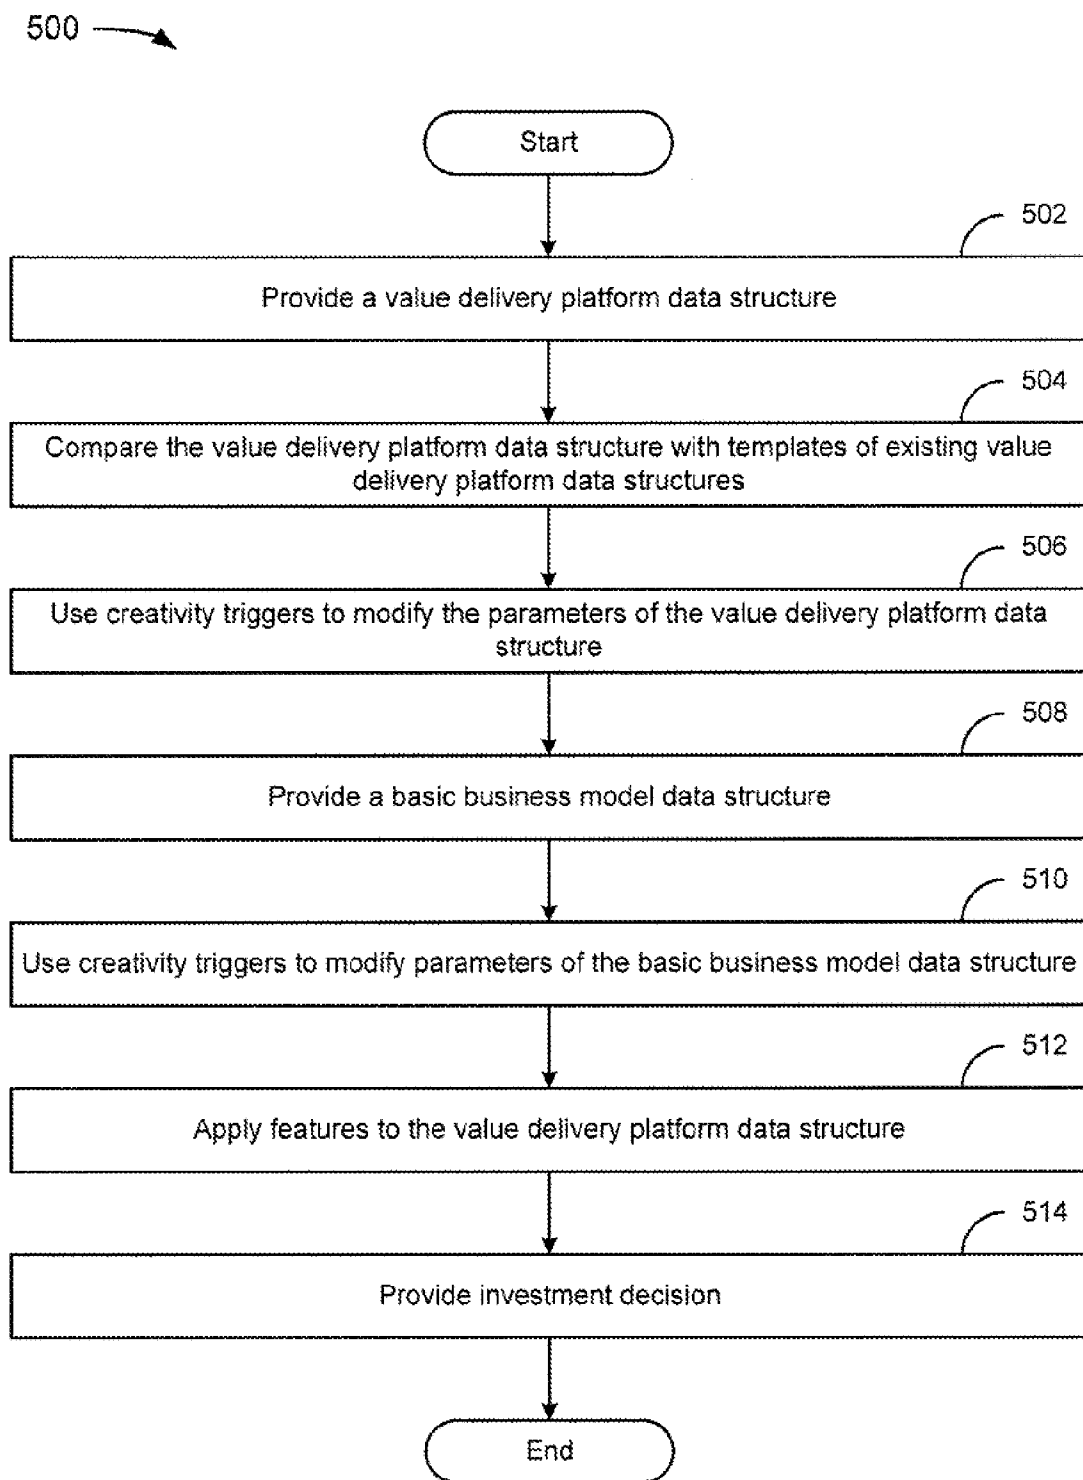 500
Start
502
Provide a value delivery platform data structure
504
Compare the value delivery platform data structure with templates of existing value
delivery platform data structures
506
Use creativity triggers to modify the parameters of the value delivery platform data
structure
508
Provide a basic business model data structure
510
Use creativity triggers to modify parameters of the basic business model data structure
512
Apply features to the value delivery platform data structure
514
Provide investment decision
End